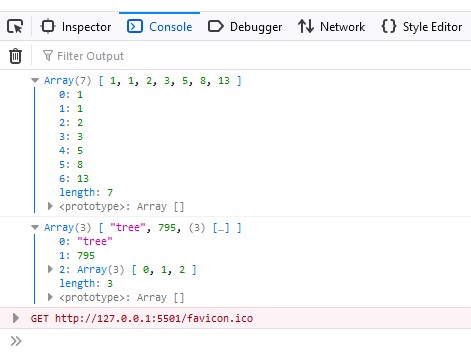 Inspector Console Debugger Network Style Editor
Filter Output
Array(7) [ 1, 1, 2, 3, 5, 8, 13 ]
0: 1
1: 1
2: 2
3: 3
4: 5
5: 8
6: 13
length: 7
<prototype>: Array []
Array(3) [ "tree", 795, (3) […] ]
0: "tree"
1: 795
2: Array(3) [ 0, 1, 2 ]
length: 3
<prototype>: Array []
GET http://127.0.0.1:5501/favicon.ico